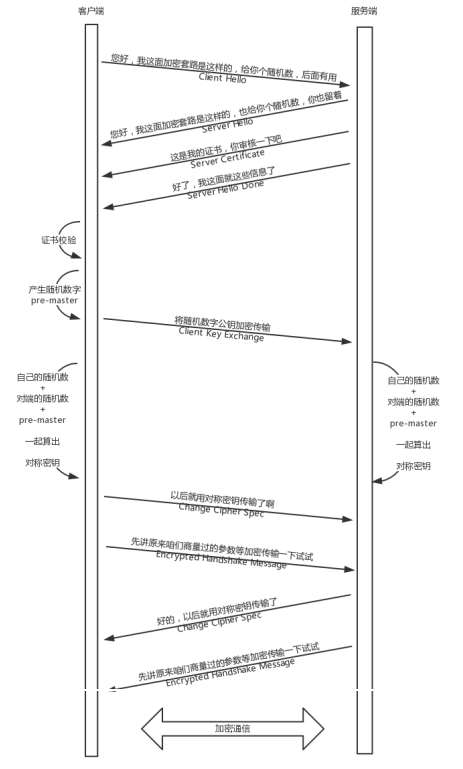 客户端
服务端
您好，我这面加密套路是这样的，给你个随机数，后面有用
Client Hello
您好，我这面加密套路是这样的，也给你个随机数，你也留着
Server Hello
这是我的证书，你审核一下吧
Server Certificate
好了，我这面就这些信息了
Server Hello Done
证书校验
产生随机数字
pre-master
将随机数字公钥加密传输
Client Key Exchange
自己的随机数
+
对端的随机数
+
pre-master
一起算出
对称密钥
自己的随机数
+
对端的随机数
+
pre-master
一起算出
对称密钥
以后就用对称密钥传输了啊
Change Cipher Spec
先讲原来咱们商量过的参数等加密传输一下试试
Encrypted Handshake Message
好的，以后就用对称密钥传输了
Change Cipher Spec
先讲原来咱们商量过的参数等加密传输一下试试
Encrypted Handshake Message
加密通信